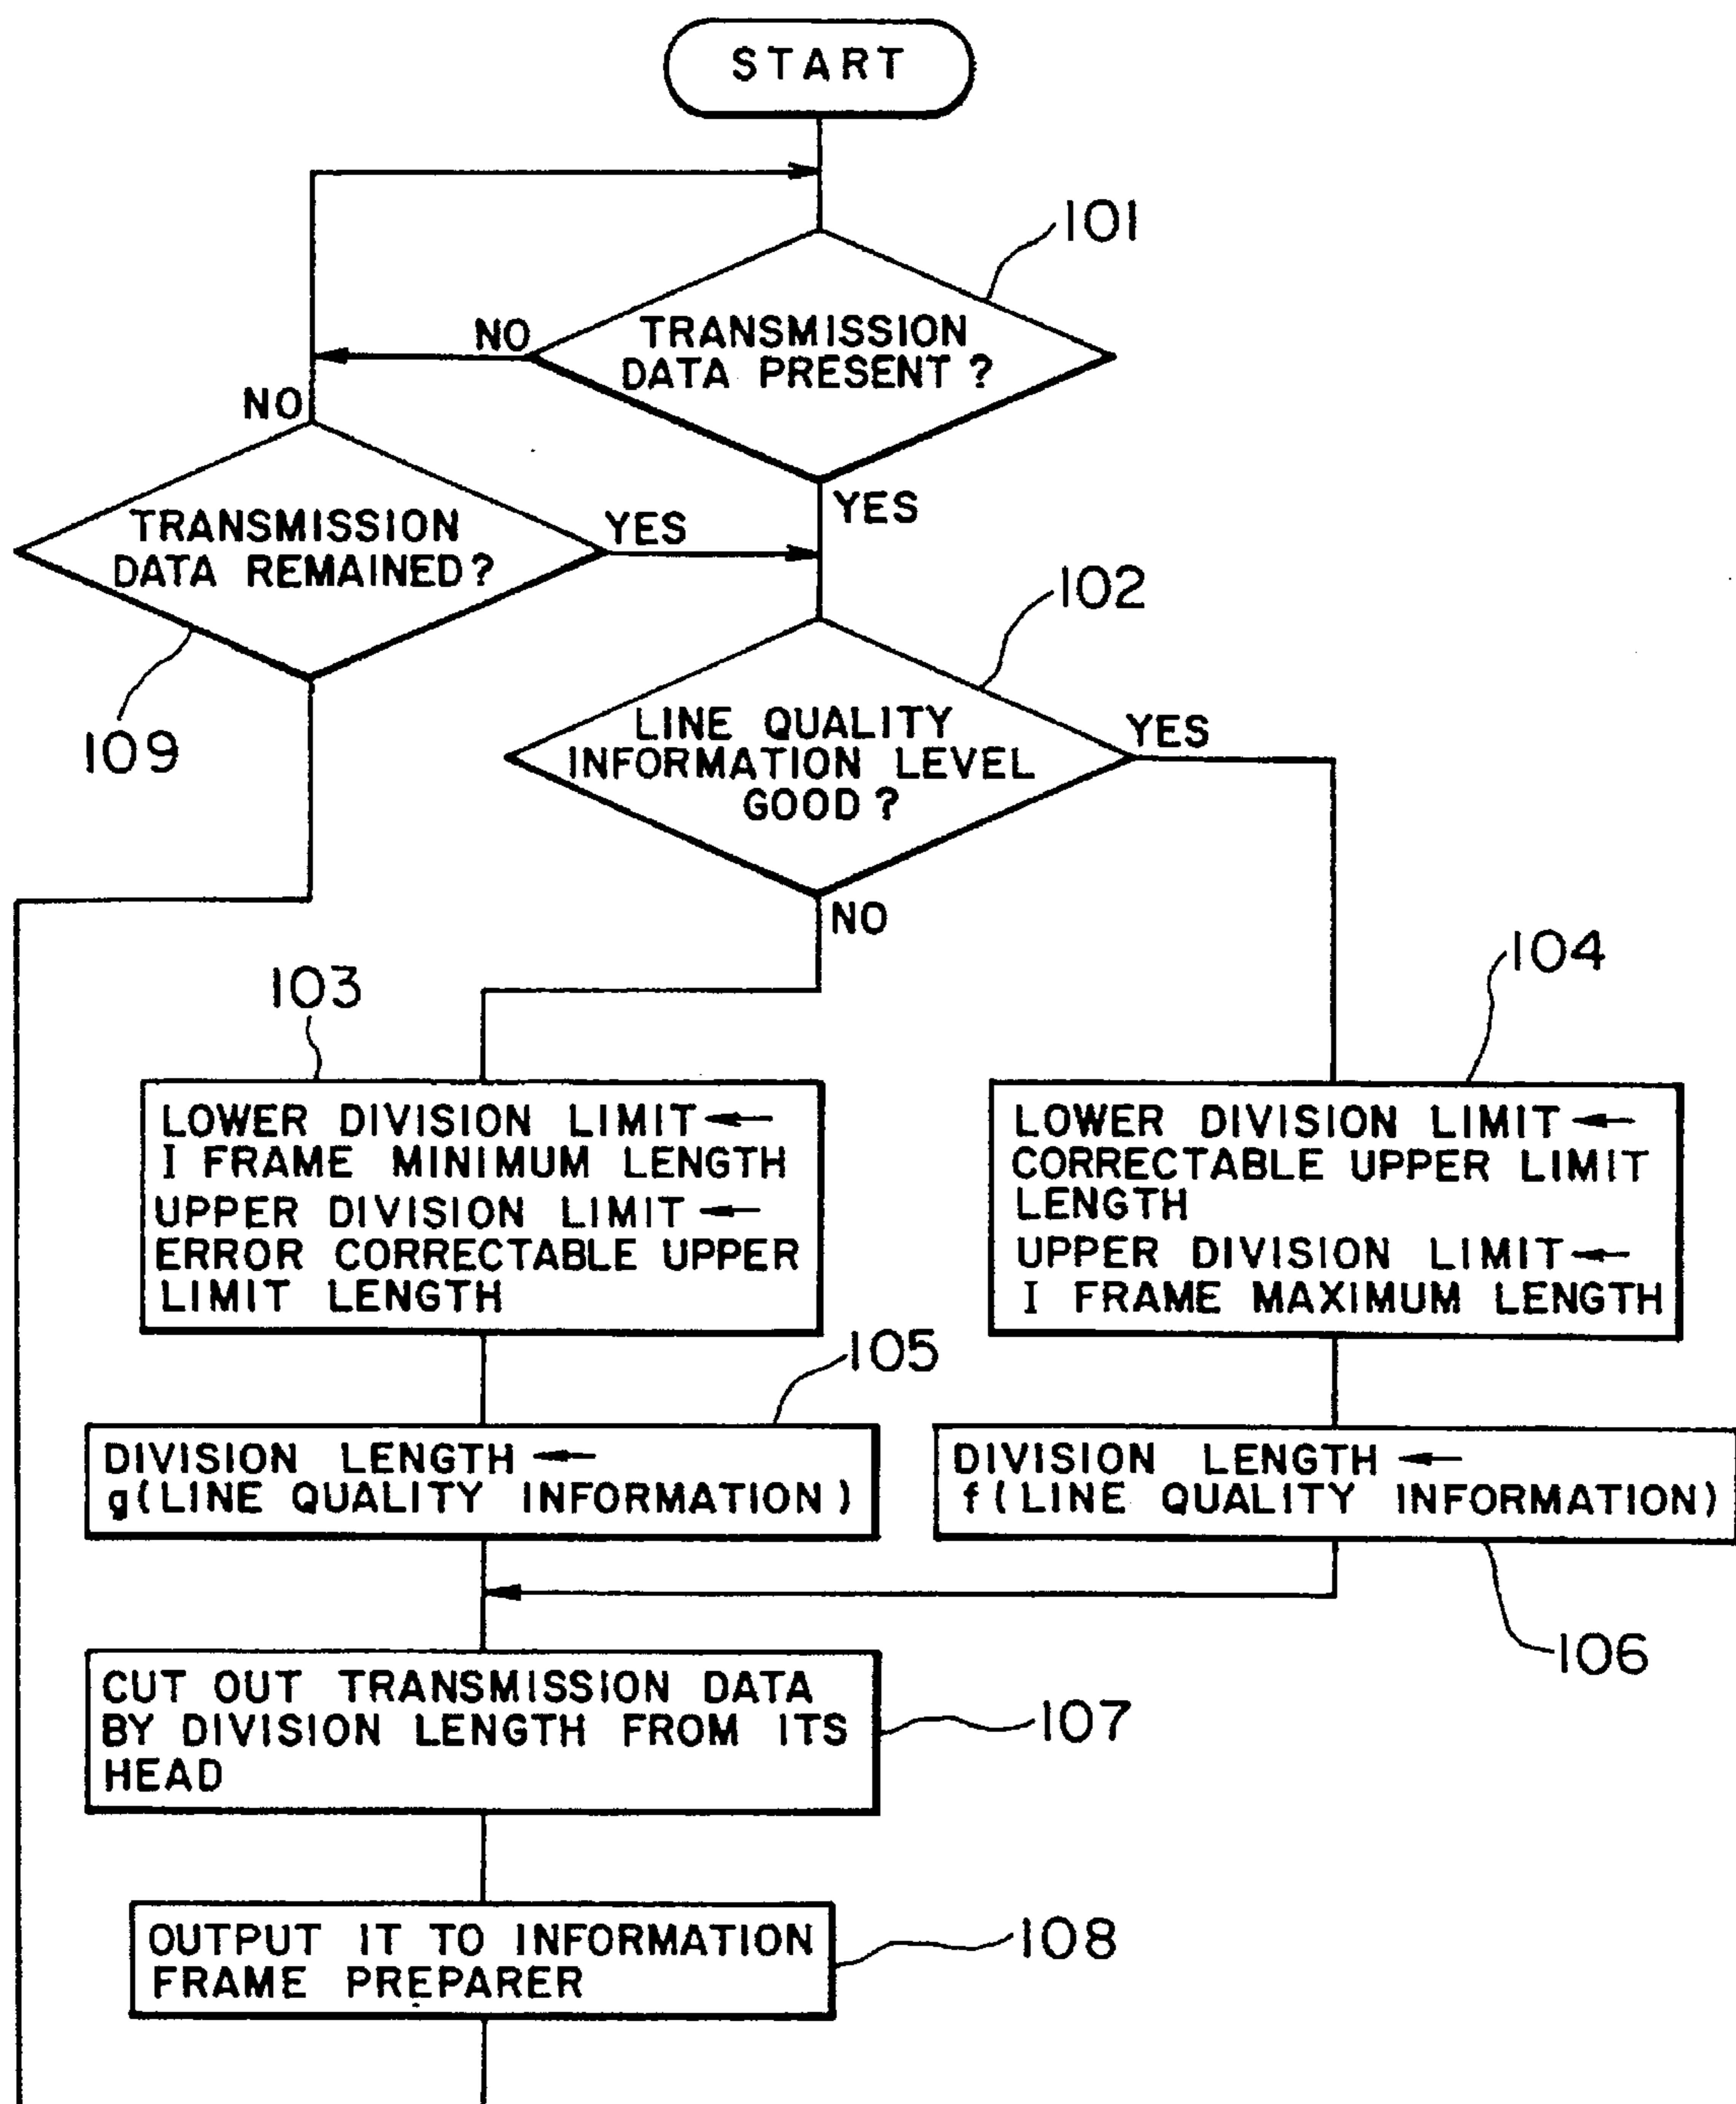 START
101
TRANSMISSION
DATA PRESENT ?
NO
YES
NO
TRANSMISSION
DATA REMAINED ?
YES
109
102
LINE QUALITY
INFORMATION LEVEL
GOOD ?
YES
NO
103
LOWER DIVISION LIMIT ←
I FRAME MINIMUM LENGTH
UPPER DIVISION LIMIT ←
ERROR CORRECTABLE UPPER
LIMIT LENGTH
104
LOWER DIVISION LIMIT ←
CORRECTABLE UPPER LIMIT
LENGTH
UPPER DIVISION LIMIT ←
I FRAME MAXIMUM LENGTH
105
DIVISION LENGTH ←
g(LINE QUALITY INFORMATION)
DIVISION LENGTH ←
f(LINE QUALITY INFORMATION)
106
CUT OUT TRANSMISSION DATA
BY DIVISION LENGTH FROM ITS
HEAD
107
OUTPUT IT TO INFORMATION
FRAME PREPARER
108